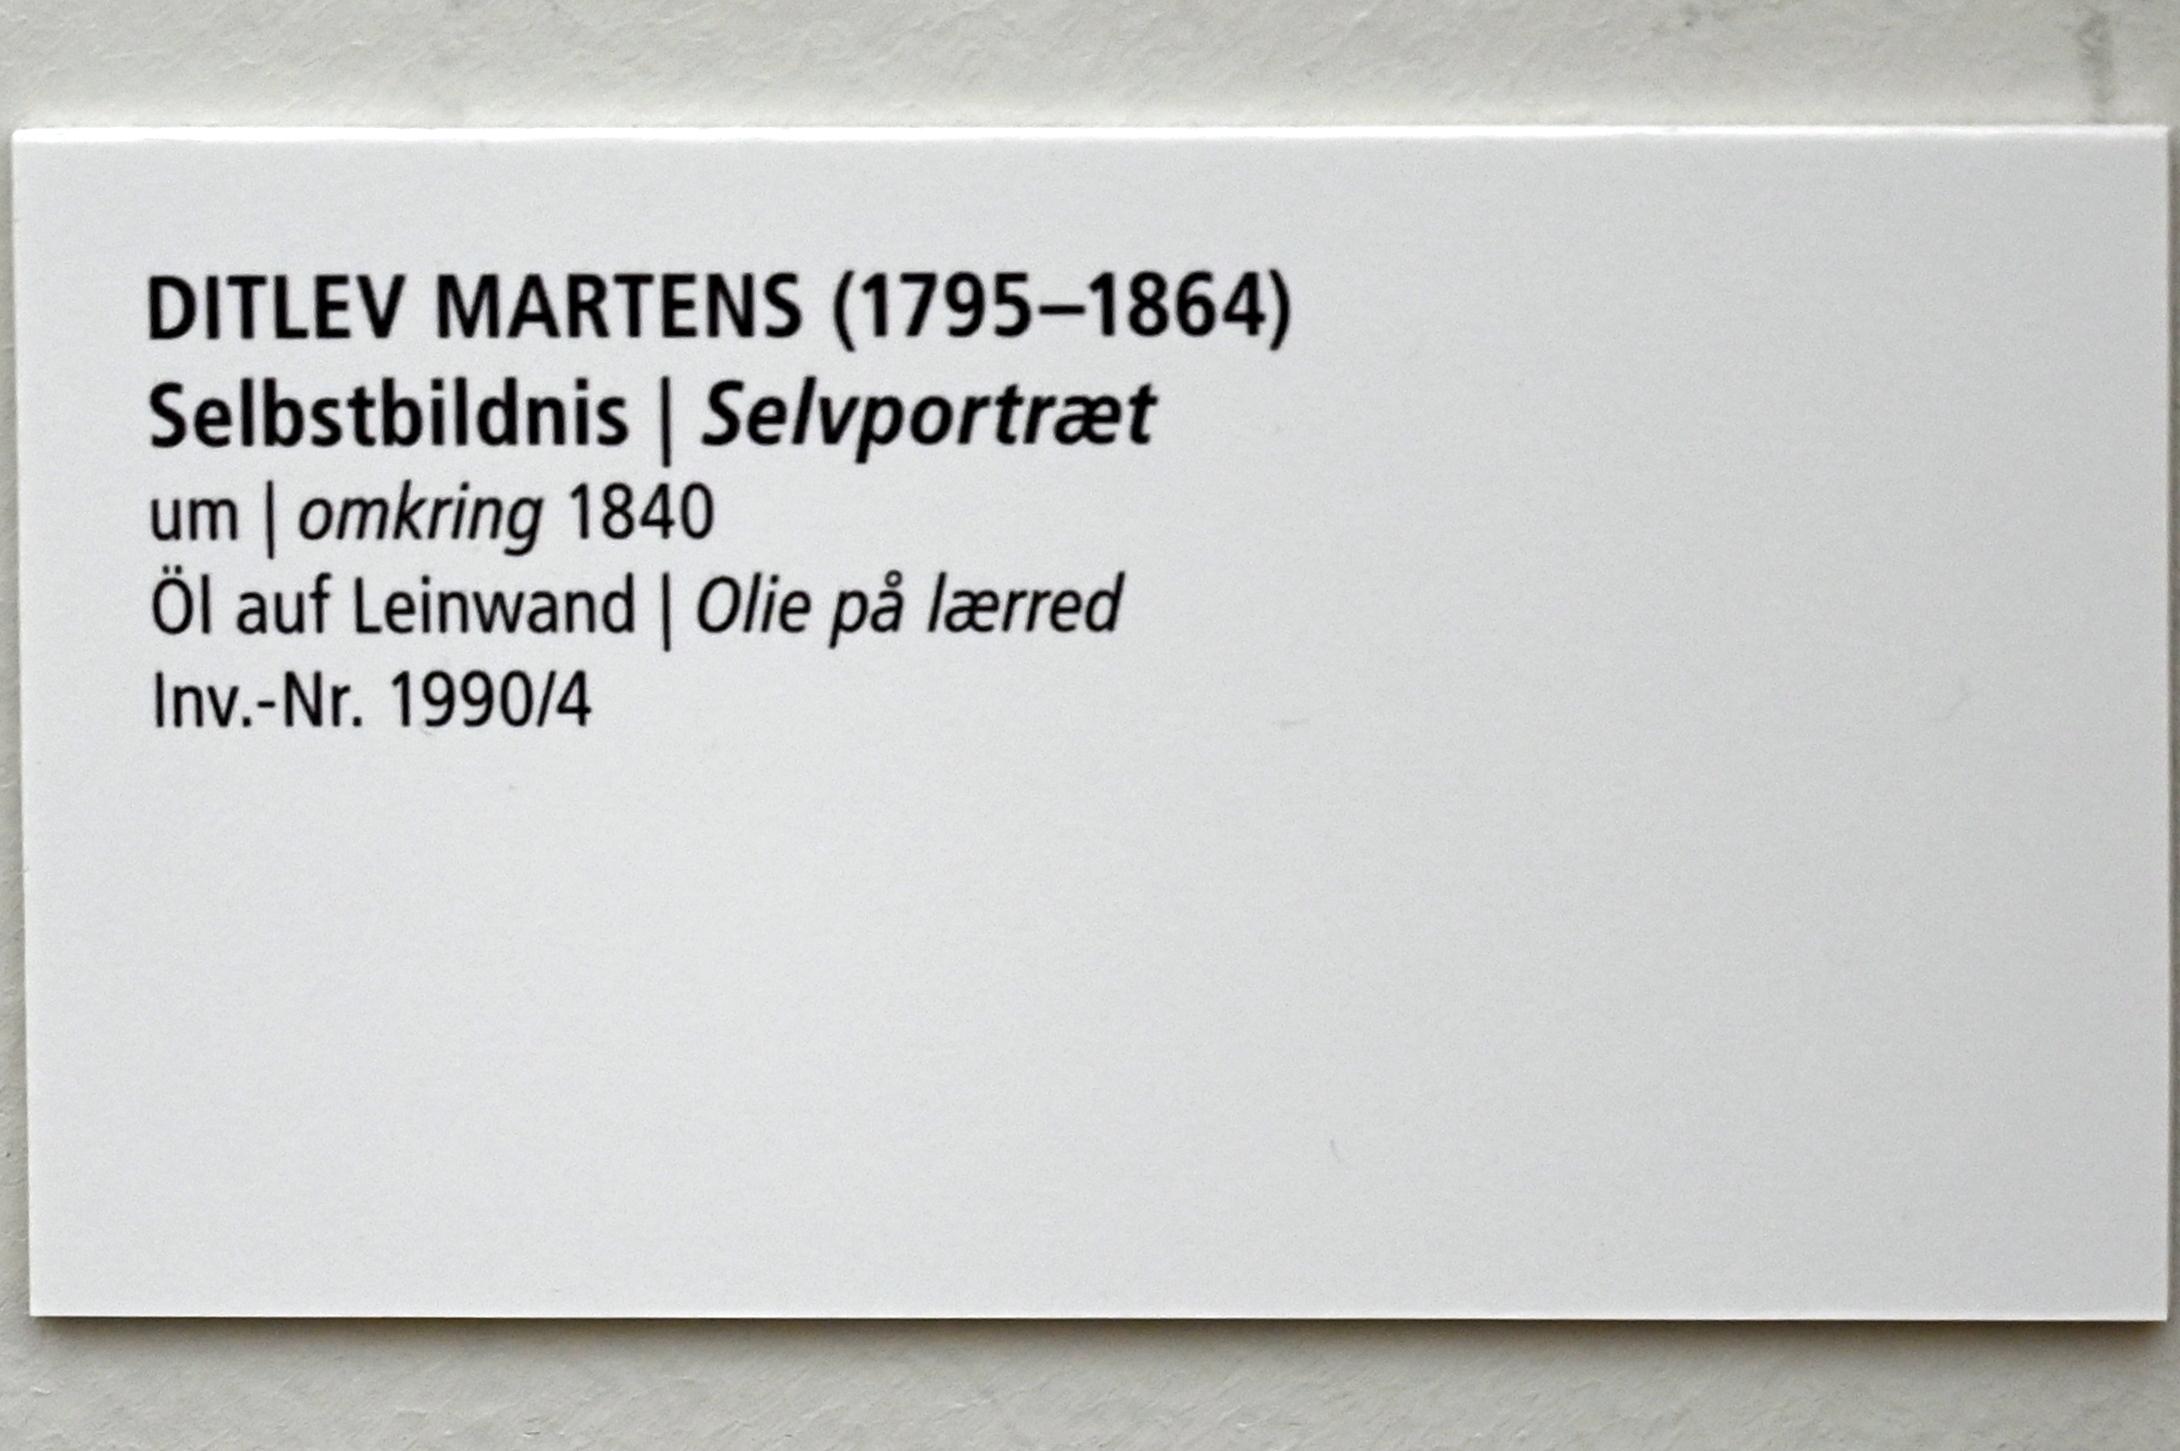 DITLEV MARTENS (1795–1864)
Selbstbildnis | Selvportræt
um | omkring 1840
Öl auf Leinwand | Olie på lærred
Inv.-Nr. 1990/4